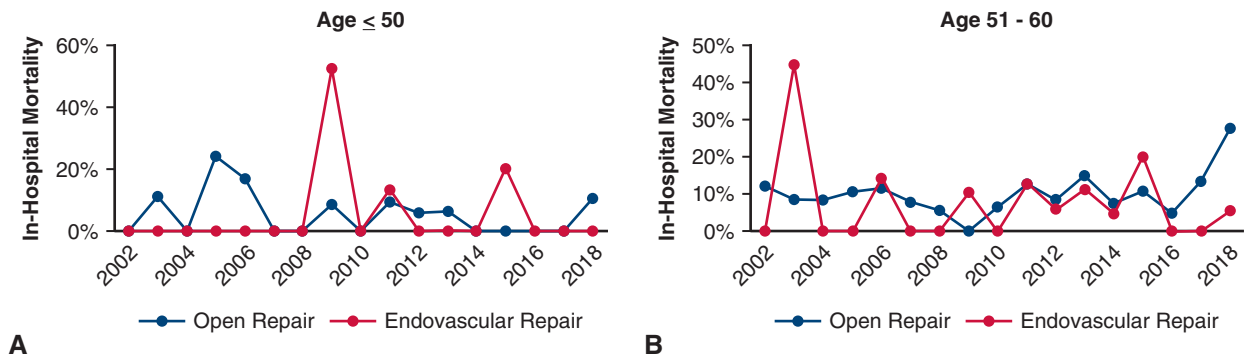 Age ≤ 50
In-Hospital Mortality
60%
40%
20%
0%
2002
2004
2006
2008
2010
2012
2014
2016
2018
Open Repair
Endovascular Repair
A
Age 51 - 60
In-Hospital Mortality
50%
40%
30%
20%
10%
0%
2002
2004
2006
2008
2010
2012
2014
2016
2018
Open Repair
Endovascular Repair
B